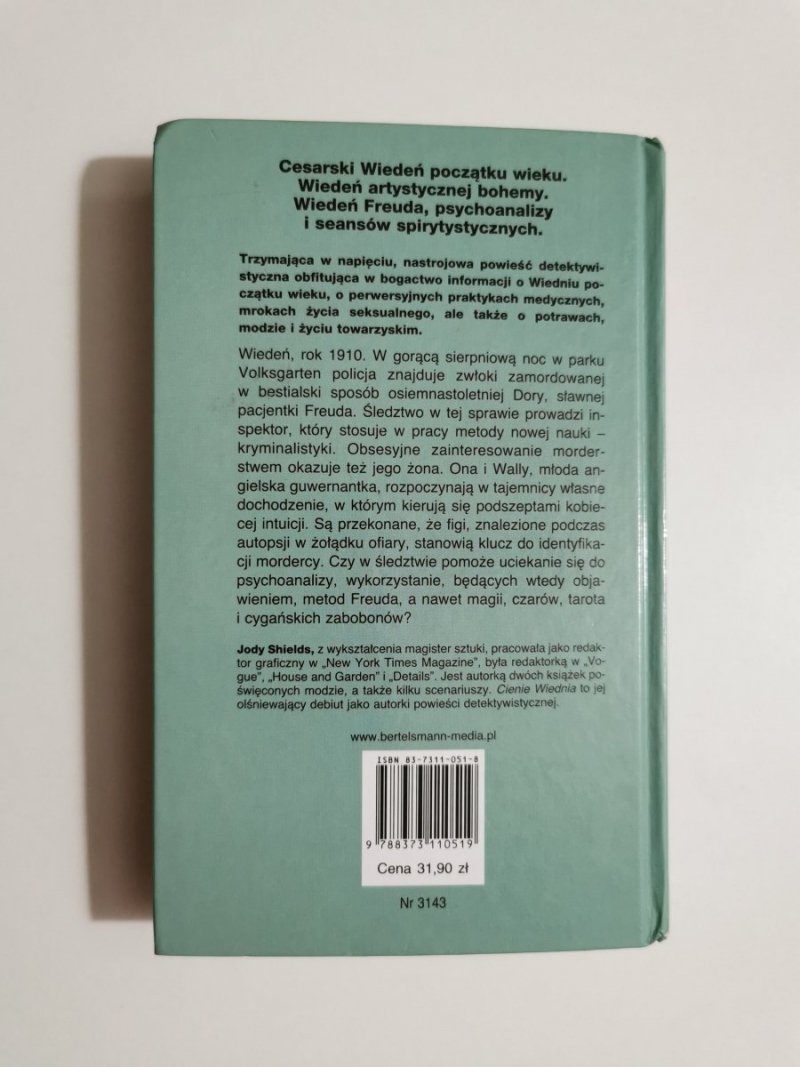 Cesarski Wiedeń początku wieku.
Wiedeń artystycznej bohemy.
Wiedeń Freuda, psychoanalizy
i seansów spirytystycznych.
Trzymająca w napięciu, nastrojowa powieść detektywi-
styczna obfitująca w bogactwo informacji o Wiedniu po-
czątku wieku, o perwersyjnych praktykach medycznych,
mrokach życia seksualnego, ale także o potrawach,
modzie i życiu towarzyskim.
Wiedeń, rok 1910. W gorącą sierpniową noc w parku
Volksgarten policja znajduje zwłoki zamordowanej
w bestialski sposób osiemnastoletniej Dory, sławnej
pacjentki Freuda. Śledztwo w tej sprawie prowadzi in-
spektor, który stosuje w pracy metody nowej nauki –
kryminalistyki. Obsesyjne zainteresowanie morder-
stwem okazuje też jego żona. Ona i Wally, młoda an-
gielska guwernantka, rozpoczynają w tajemnicy własne
dochodzenie, w którym kierują się podszeptami kobie-
cej intuicji. Są przekonane, że figi, znalezione podczas
autopsji w żołądku ofiary, stanowią klucz do identyfika-
cji mordercy. Czy w śledztwie pomoże uciekanie się do
psychoanalizy, wykorzystanie, będących wtedy obja-
wieniem, metod Freuda, a nawet magii, czarów, tarota
i cygańskich zabobonów?
Jody Shields, z wykształcenia magister sztuki, pracowała jako redak-
tor graficzny w „New York Times Magazine”, była redaktorką w „Vo-
gue”, „House and Garden” i „Details”. Jest autorką dwóch książek po-
święconych modzie, a także kilku scenariuszy. Cienie Wiednia to jej
olśniewający debiut jako autorki powieści detektywistycznej.
www.bertelsmann-media.pl
ISBN 83-7311-051-8
9 788373 110519
Cena 31,90 zł
Nr 3143